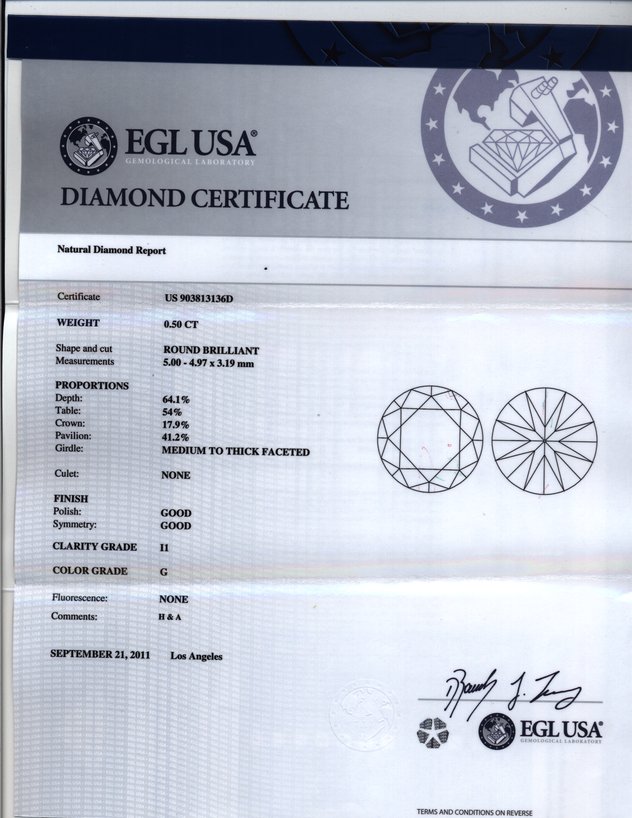 EGL USA®
GEMOLOGICAL LABORATORY
DIAMOND CERTIFICATE
Natural Diamond Report
Certificate US 903813136D
WEIGHT 0.50 CT
Shape and cut ROUND BRILLIANT
Measurements 5.00 - 4.97 x 3.19 mm
PROPORTIONS
Depth: 64.1%
Table: 54%
Crown: 17.9%
Pavilion: 41.2%
Girdle: MEDIUM TO THICK FACETED
Culet: NONE
FINISH
Polish: GOOD
Symmetry: GOOD
CLARITY GRADE I1
COLOR GRADE G
Fluorescence: NONE
Comments: H & A
SEPTEMBER 21, 2011 Los Angeles
EGL USA®
GEMOLOGICAL LABORATORY
TERMS AND CONDITIONS ON REVERSE